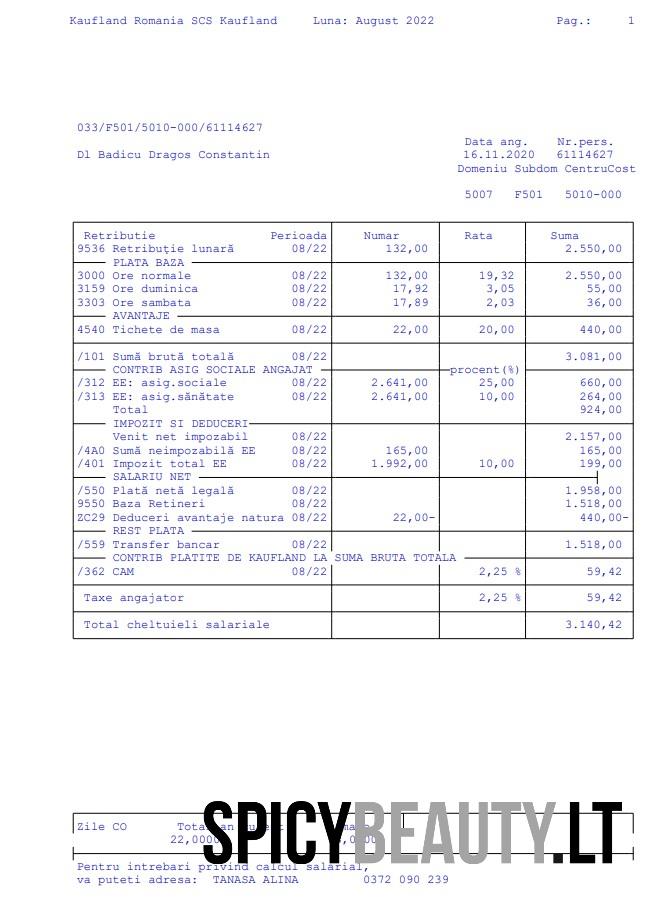 Kaufland Romania SCS Kaufland Luna: August 2022 Pag.: 1
033/F501/5010-000/61114627
Data ang. Nr.pers.
Dl Badicu Dragos Constantin 16.11.2020 61114627
Domeniu Subdom CentruCost
5007 F501 5010-000
Retributie Perioada Numar Rata Suma
9536 Retribuţie lunară 08/22 132,00 2.550,00
PLATA BAZA
3000 Ore normale 08/22 132,00 19,32 2.550,00
3159 Ore duminica 08/22 17,92 3,05 55,00
3303 Ore sambata 08/22 17,89 2,03 36,00
AVANTAJE
4540 Tichete de masa 08/22 22,00 20,00 440,00
/101 Sumă brută totală 08/22 3.081,00
CONTRIB ASIG SOCIALE ANGAJAT procent(%)
/312 EE: asig.sociale 08/22 2.641,00 25,00 660,00
/313 EE: asig.sănătate 08/22 2.641,00 10,00 264,00
Total 924,00
IMPOZIT SI DEDUCERI
Venit net impozabil 08/22 2.157,00
/4A0 Sumă neimpozabilă EE 08/22 165,00 165,00
/401 Impozit total EE 08/22 1.992,00 10,00 199,00
SALARIU NET
/550 Plată netă legală 08/22 1.958,00
9550 Baza Retineri 08/22 1.518,00
ZC29 Deduceri avantaje natura 08/22 22,00- 440,00-
REST PLATA
/559 Transfer bancar 08/22 1.518,00
CONTRIB PLATITE DE KAUFLAND LA SUMA BRUTA TOTALA
/362 CAM 08/22 2,25 % 59,42
Taxe angajator 2,25 % 59,42
Total cheltuieli salariale 3.140,42
Zile CO
22,0000
SPICYBEAUTY.LT
Pentru intrebari privind calcul salarial,
va puteti adresa: TANASA ALINA 0372 090 239